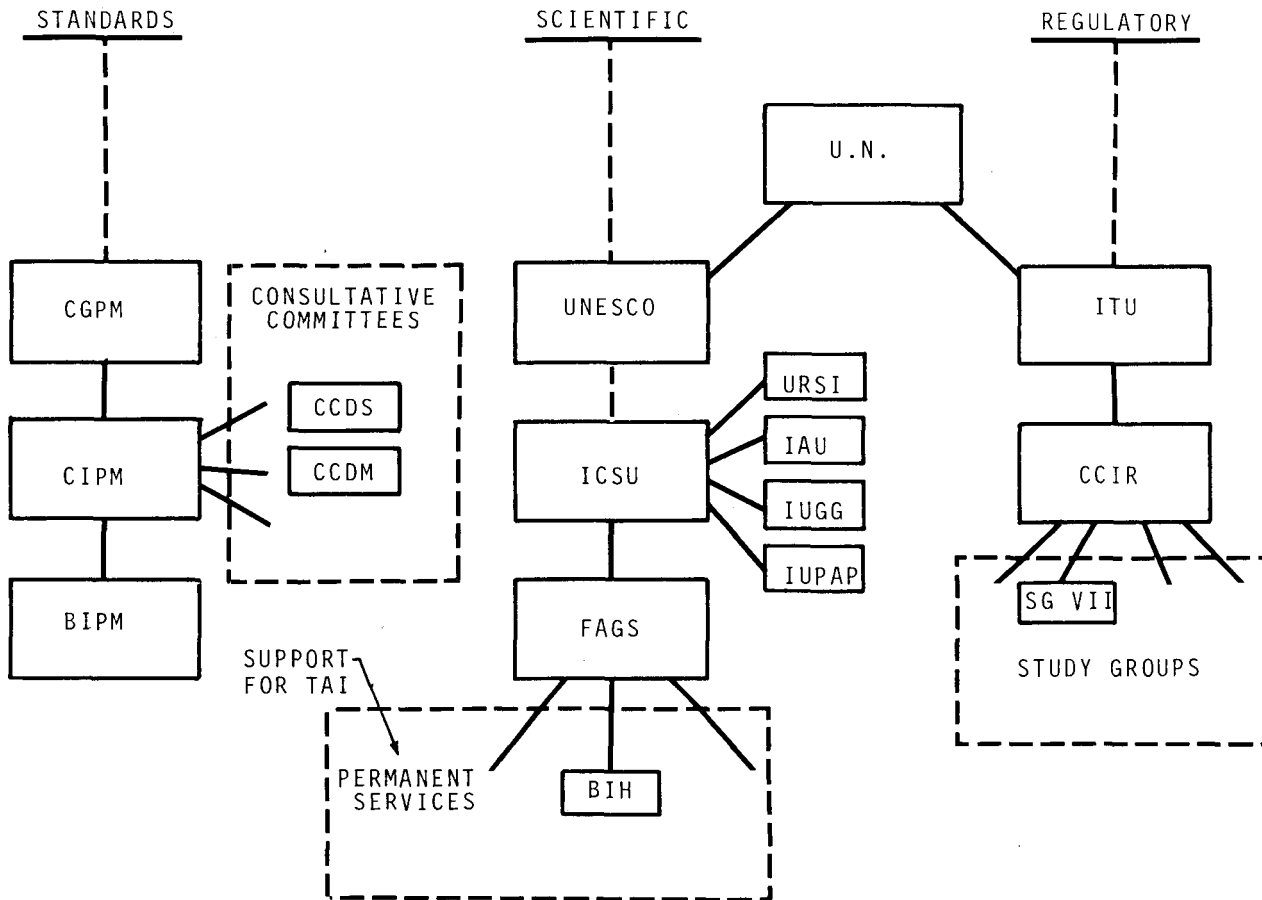 STANDARDS
SCIENTIFIC
REGULATORY
U.N.
CGPM
CONSULTATIVE
COMMITTEES
UNESCO
ITU
CCDS
URSI
CIPM
CCDM
ICSU
IAU
IUGG
IUPAP
CCIR
BIPM
FAGS
SG VII
STUDY GROUPS
SUPPORT
FOR TAI
PERMANENT
SERVICES
BIH